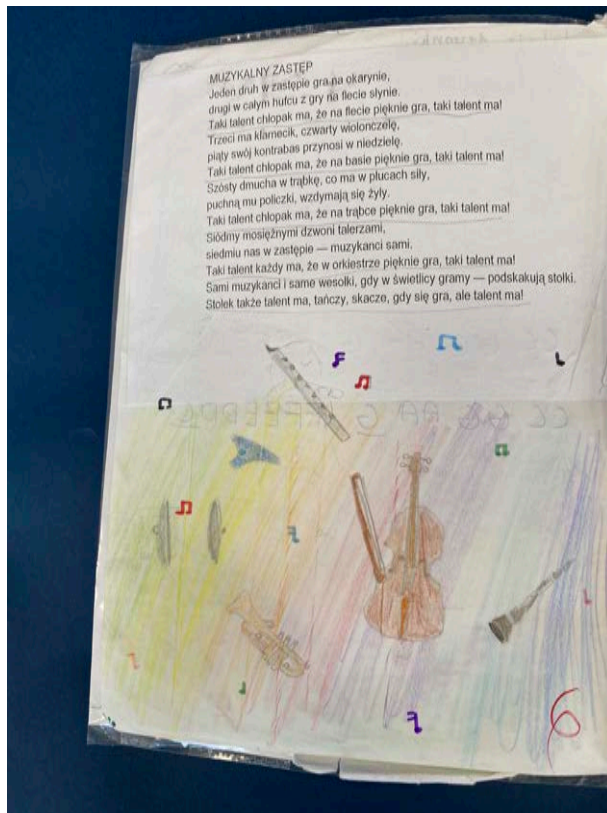 MUZYKALNY ZASTĘP
Jeden druh w zastępie gra na okarynie,
drugi w całym hufcu z gry na flecie słynie.
Taki talent chłopak ma, że na flecie pięknie gra, taki talent ma!
Trzeci ma klarnecik, czwarty wiolonczelę,
piąty swój kontrabas przynosi w niedzielę.
Taki talent chłopak ma, że na basie pięknie gra, taki talent ma!
Szósty dmucha w trąbkę, co ma w płucach siły,
puchną mu policzki, wzdymają się żyły.
Taki talent chłopak ma, że na trąbce pięknie gra, taki talent ma!
Siódmy mosiężnymi dzwoni talerzami,
siedmiu nas w zastępie — muzykanci sami.
Taki talent każdy ma, że w orkiestrze pięknie gra, taki talent ma!
Sami muzykanci i same wesołki, gdy w świetlicy gramy — podskakują stołki.
Stołek także talent ma, tańczy, skacze, gdy się gra, ale talent ma!
6